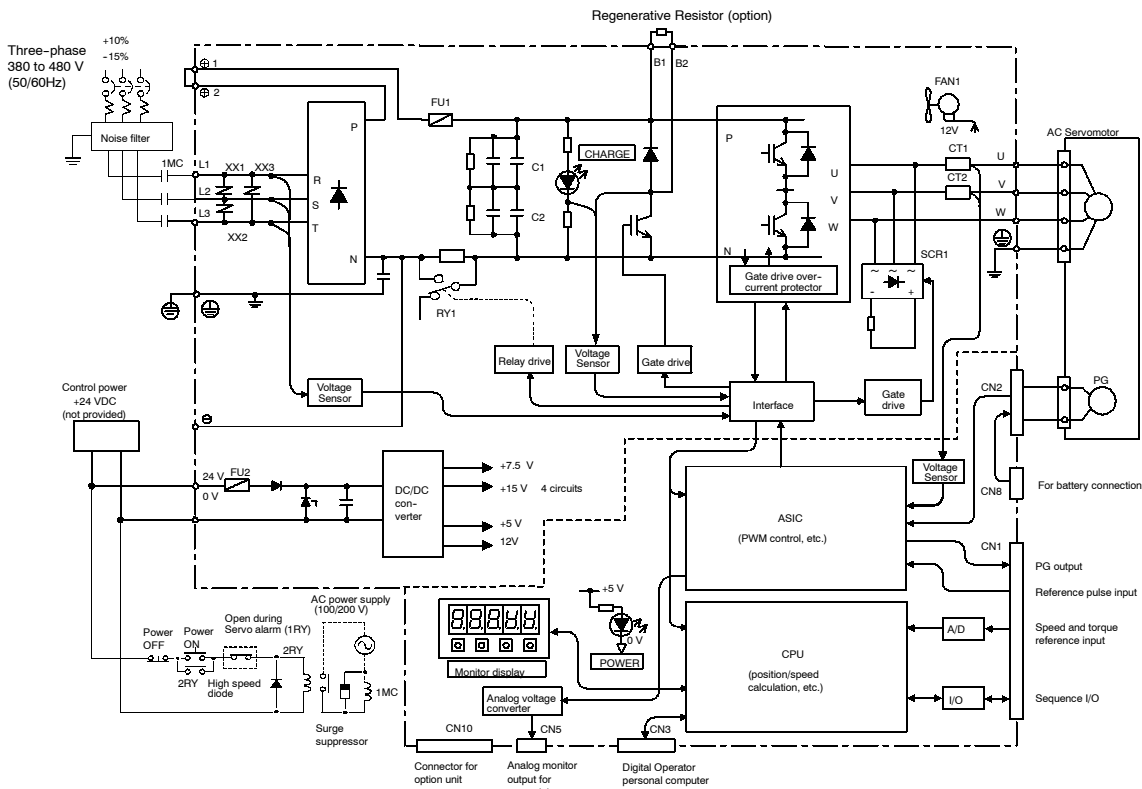 Regenerative Resistor (option)
Three-phase
380 to 480 V
(50/60Hz)
+10%
-15%
Noise filter
1MC
L1
L2
L3
XX1
XX3
XX2
1
2
P
R
S
T
N
FU1
B1
B2
CHARGE
C1
C2
RY1
P
N
U
V
W
Gate drive over-
current protector
FAN1
12V
CT1
CT2
U
V
W
AC Servomotor
SCR1
~ ~ ~
- +
Relay drive
Voltage
Sensor
Gate drive
Interface
Gate
drive
Voltage
Sensor
Control power
+24 VDC
(not provided)
24 V
0 V
FU2
DC/DC
con-
verter
+7.5 V
+15 V
4 circuits
+5 V
12V
CN2
PG
Voltage
Sensor
CN8
For battery connection
ASIC
(PWM control, etc.)
CN1
PG output
Reference pulse input
A/D
Speed and torque
reference input
CPU
(position/speed
calculation, etc.)
I/O
Sequence I/O
+5 V
0 V
POWER
Monitor display
Analog voltage
converter
CN10
CN5
CN3
Connector for
option unit
Analog monitor
output for
Digital Operator
personal computer
AC power supply
(100/200 V)
Open during
Servo alarm (1RY)
Power
OFF
Power
ON
2RY
2RY
High speed
diode
1MC
Surge
suppressor